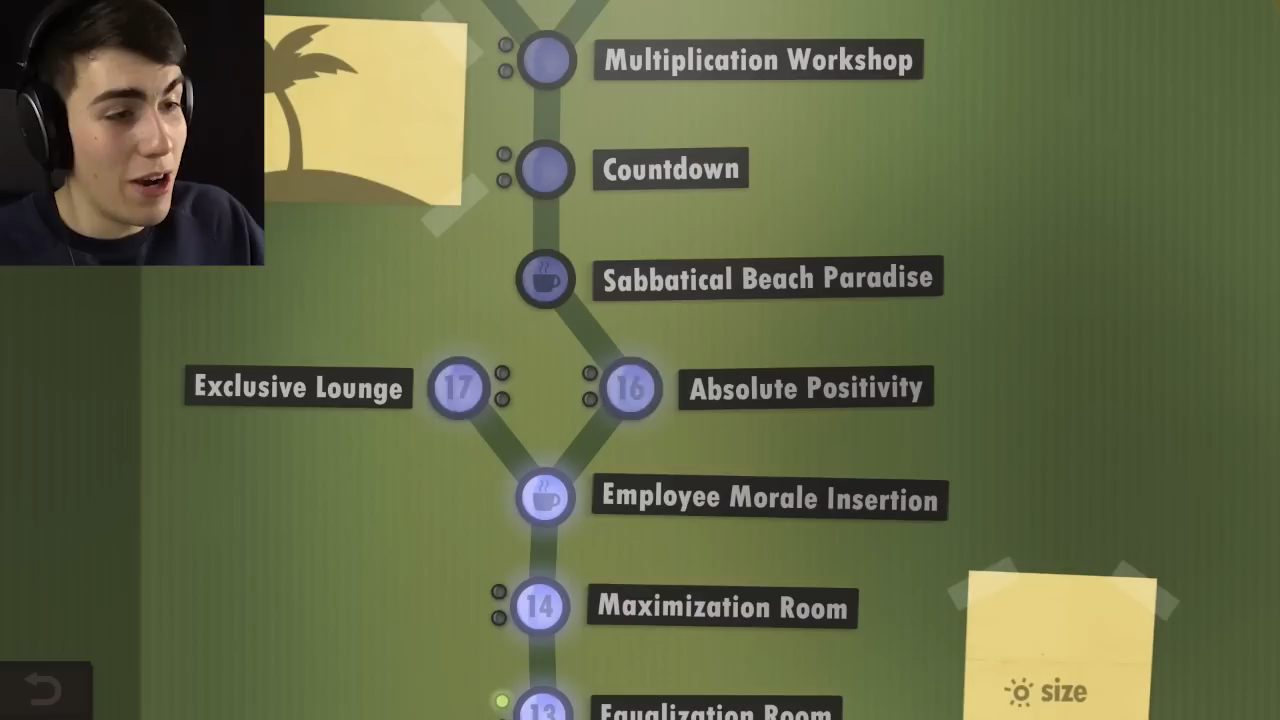 Multiplication Workshop
Countdown
Sabbatical Beach Paradise
Exclusive Lounge
17
16
Absolute Positivity
Employee Morale Insertion
14
Maximization Room
13
Equalization Room
size